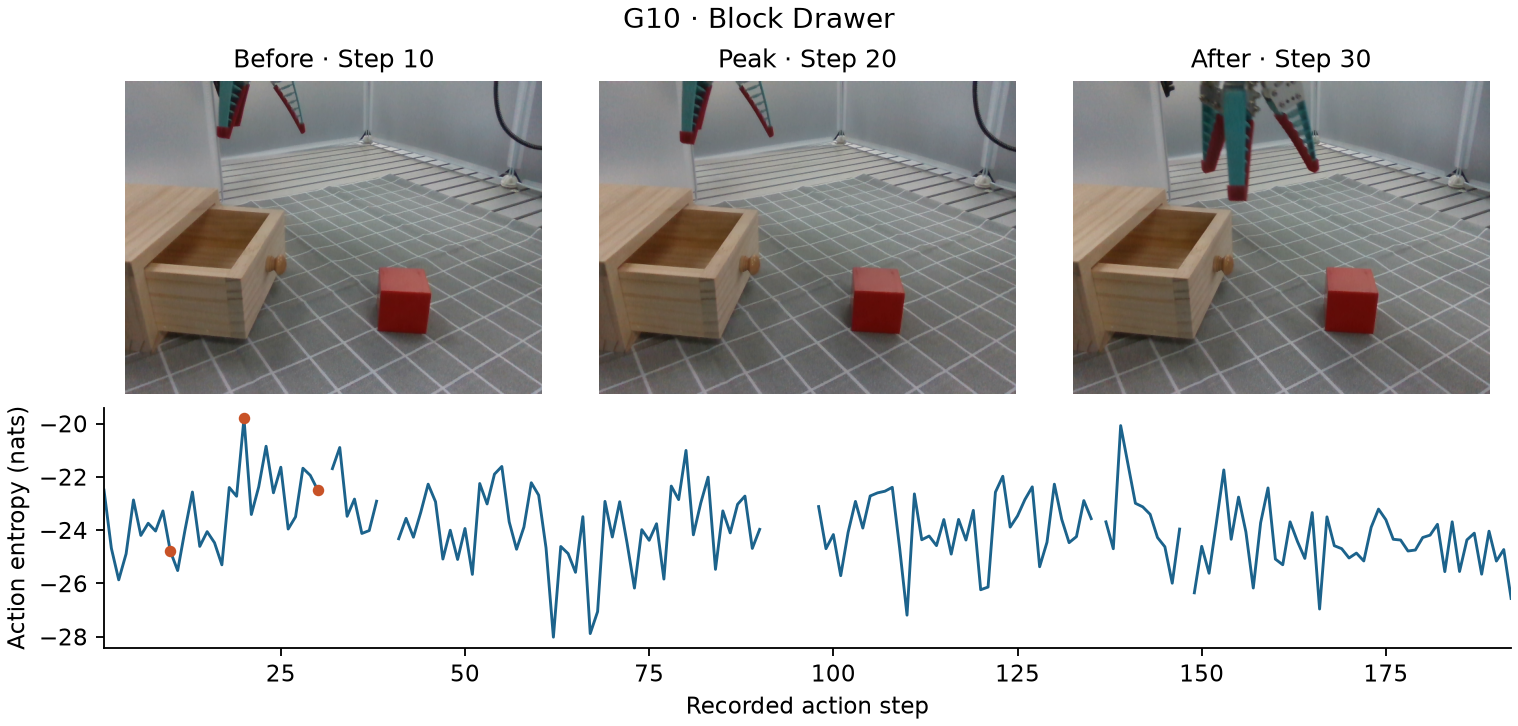 G10 · Block Drawer
Before · Step 10
Peak · Step 20
After · Step 30
Action entropy (nats)
−20
−22
−24
−26
−28
25
50
75
100
125
150
175
Recorded action step